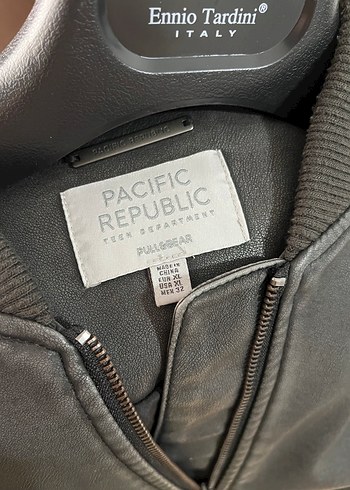 Ennio Tardini®
ITALY
PACIFIC
REPUBLIC
TEEN DEPARTMENT
PULL&BEAR
MADE IN
CHINA
EUR XL
USA XL
MEX 32